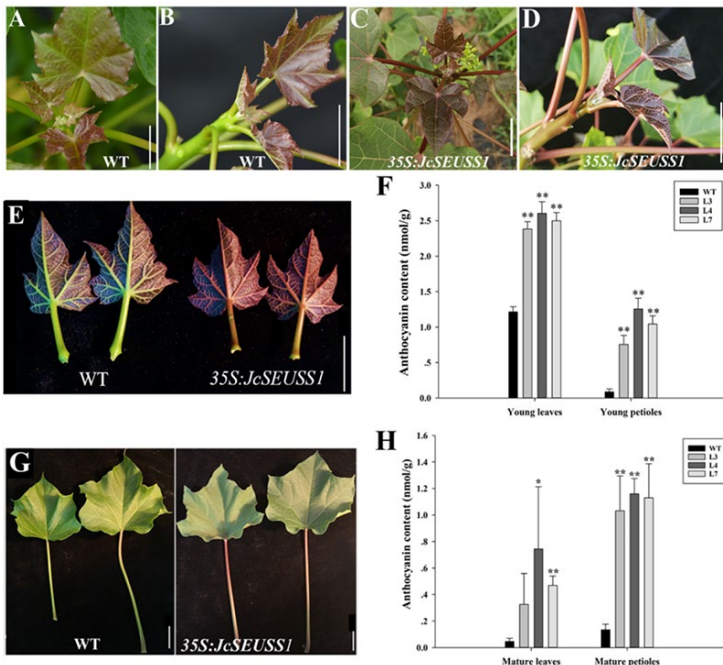 A
WT
B
WT
C
35S:JcSEUSS1
D
35S:JcSEUSS1
E
WT
35S:JcSEUSS1
F
Anthocyanin content (nmol/g)
3.0
2.5
2.0
1.5
1.0
.5
0.0
** ** **
** ** **
Young leaves Young petioles
WT
L3
L4
L7
G
WT
35S:JcSEUSS1
H
Anthocyanin content (nmol/g)
1.6
1.4
1.2
1.0
.8
.6
.4
.2
.0
* **
** ** **
Mature leaves Mature petioles
WT
L3
L4
L7